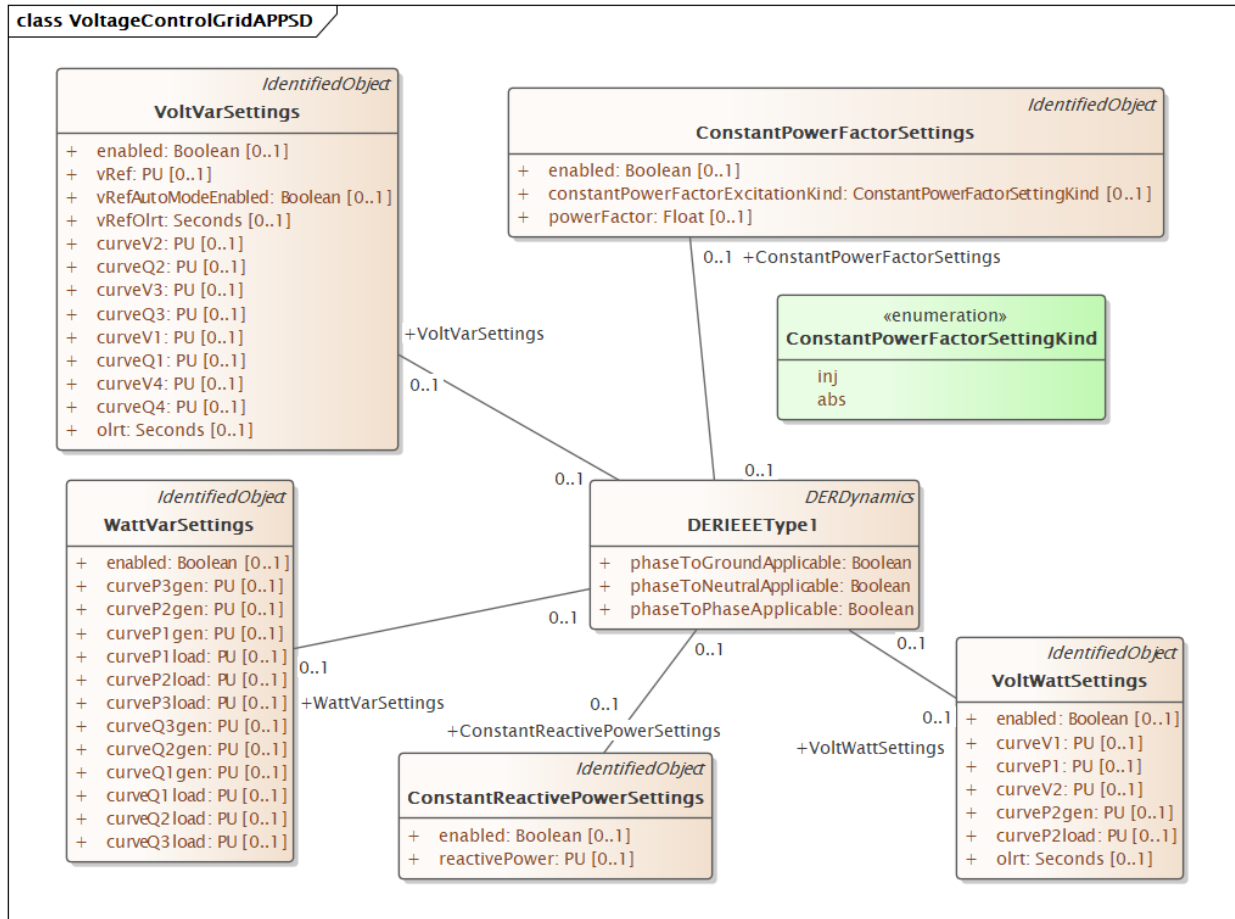 class VoltageControlGridAPPSD
IdentifiedObject
VoltVarSettings
+ enabled: Boolean [0..1]
+ vRef: PU [0..1]
+ vRefAutoModeEnabled: Boolean [0..1]
+ vRefOlrt: Seconds [0..1]
+ curveV2: PU [0..1]
+ curveQ2: PU [0..1]
+ curveV3: PU [0..1]
+ curveQ3: PU [0..1]
+ curveV1: PU [0..1]
+ curveQ1: PU [0..1]
+ curveV4: PU [0..1]
+ curveQ4: PU [0..1]
+ olrt: Seconds [0..1]
IdentifiedObject
ConstantPowerFactorSettings
+ enabled: Boolean [0..1]
+ constantPowerFactorExcitationKind: ConstantPowerFactorSettingKind [0..1]
+ powerFactor: Float [0..1]
0..1 +ConstantPowerFactorSettings
«enumeration»
ConstantPowerFactorSettingKind
inj
abs
+VoltVarSettings
0..1
0..1
0..1
IdentifiedObject
WattVarSettings
+ enabled: Boolean [0..1]
+ curveP3gen: PU [0..1]
+ curveP2gen: PU [0..1]
+ curveP1gen: PU [0..1]
+ curveP1load: PU [0..1]
+ curveP2load: PU [0..1]
+ curveP3load: PU [0..1]
+ curveQ3gen: PU [0..1]
+ curveQ2gen: PU [0..1]
+ curveQ1gen: PU [0..1]
+ curveQ1load: PU [0..1]
+ curveQ2load: PU [0..1]
+ curveQ3load: PU [0..1]
DERDynamics
DERIEEEType1
+ phaseToGroundApplicable: Boolean
+ phaseToNeutralApplicable: Boolean
+ phaseToPhaseApplicable: Boolean
0..1
0..1
+WattVarSettings
0..1
0..1
+ConstantReactivePowerSettings
IdentifiedObject
ConstantReactivePowerSettings
+ enabled: Boolean [0..1]
+ reactivePower: PU [0..1]
0..1
0..1
+VoltWattSettings
IdentifiedObject
VoltWattSettings
+ enabled: Boolean [0..1]
+ curveV1: PU [0..1]
+ curveP1: PU [0..1]
+ curveV2: PU [0..1]
+ curveP2gen: PU [0..1]
+ curveP2load: PU [0..1]
+ olrt: Seconds [0..1]